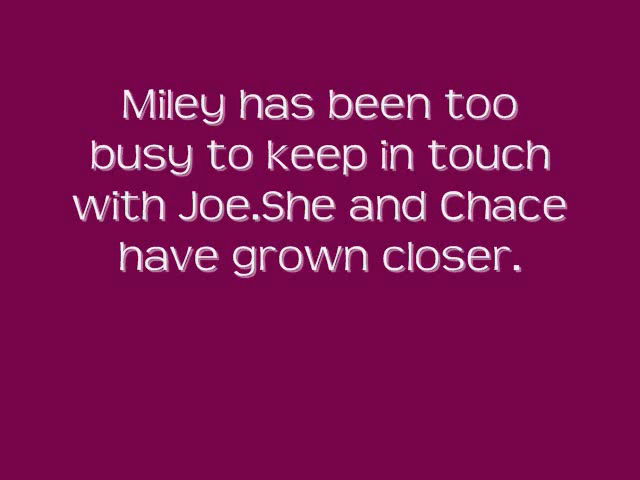 Miley has been too
busy to keep in touch
with Joe.She and Chace
have grown closer.